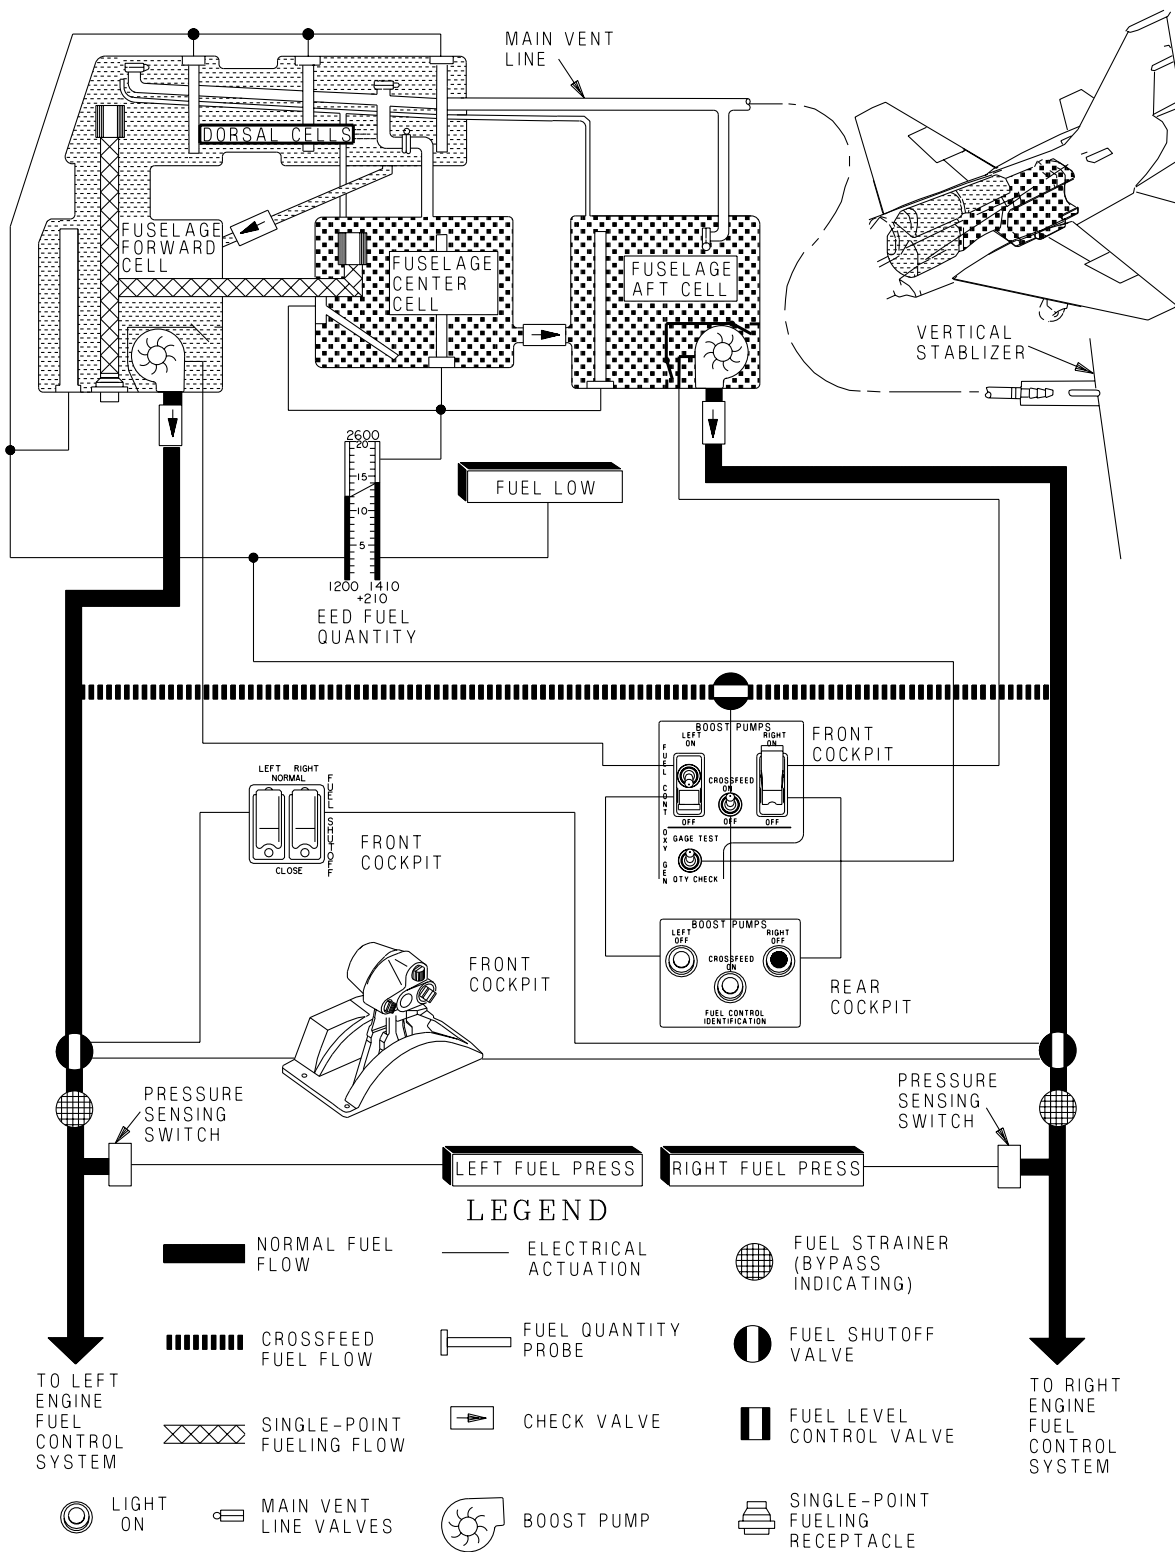 MAIN VENT
LINE
DORSAL CELLS
FUSELAGE
FORWARD
CELL
FUSELAGE
CENTER
CELL
FUSELAGE
AFT CELL
VERTICAL
STABLIZER
2600
20
15
10
5
1200 1410
+210
EED FUEL
QUANTITY
FUEL LOW
BOOST PUMPS
LEFT
ON
RIGHT
ON
CROSSFEED
ON
OFF
OFF
OFF
FUEL CONT
OXY GEN
GAGE TEST
QTY CHECK
FRONT
COCKPIT
LEFT RIGHT
NORMAL
CLOSE
FUEL SHUTOFF
FRONT
COCKPIT
BOOST PUMPS
LEFT
OFF
RIGHT
OFF
CROSSFEED
ON
FUEL CONTROL
IDENTIFICATION
REAR
COCKPIT
FRONT
COCKPIT
PRESSURE
SENSING
SWITCH
PRESSURE
SENSING
SWITCH
LEFT FUEL PRESS
RIGHT FUEL PRESS
LEGEND
NORMAL FUEL
FLOW
ELECTRICAL
ACTUATION
FUEL STRAINER
(BYPASS
INDICATING)
CROSSFEED
FUEL FLOW
FUEL QUANTITY
PROBE
FUEL SHUTOFF
VALVE
TO LEFT
ENGINE
FUEL
CONTROL
SYSTEM
SINGLE-POINT
FUELING FLOW
CHECK VALVE
FUEL LEVEL
CONTROL VALVE
TO RIGHT
ENGINE
FUEL
CONTROL
SYSTEM
LIGHT
ON
MAIN VENT
LINE VALVES
BOOST PUMP
SINGLE-POINT
FUELING
RECEPTACLE